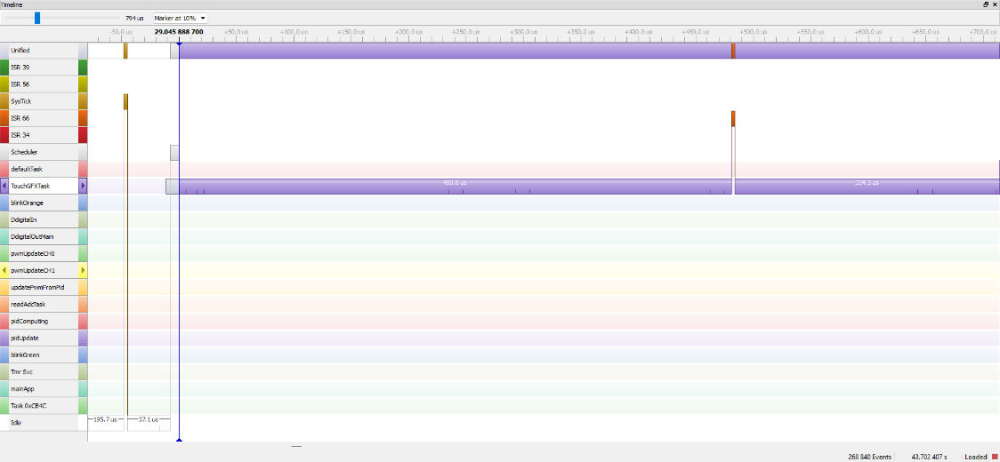 Timeline
794 us Marker at 10%
-50.0 us 29.045 888 700 +50.0 us +100.0 us +150.0 us +200.0 us +250.0 us +300.0 us +350.0 us +400.0 us +450.0 us +500.0 us +550.0 us +600.0 us +650.0 us +700.0 us
Unified
ISR 39
ISR 56
SysTick
ISR 66
ISR 34
Scheduler
defaultTask
TouchGFXTask 480.0 us 334.5 us
blinkOrange
DdigitalIn
DdigitalOutMain
pwmUpdateCH0
pwmUpdateCH1
updatePwmFromPid
readAdcTask
pidComputing
pidUpdate
blinkGreen
Tmr Svc
mainApp
Task 0xCB4C
Idle 195.7 us 37.1 us
268 840 Events 43.702 407 s Loaded